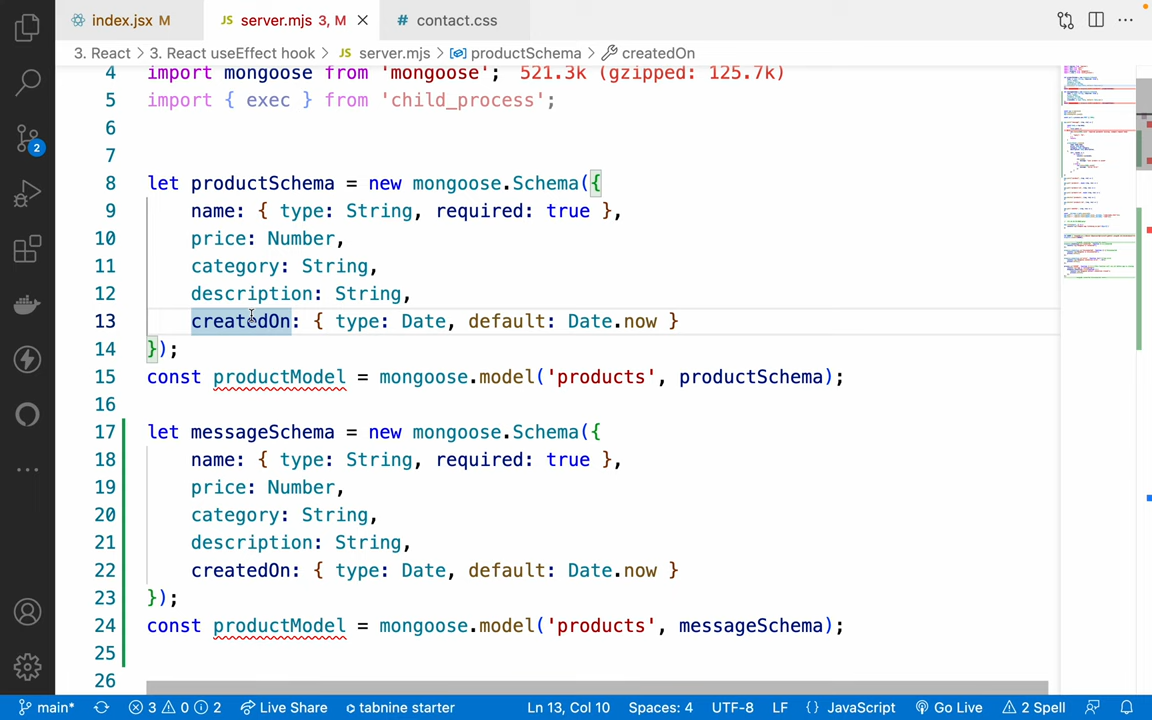 index.jsx M
JS server.mjs 3, M
# contact.css
3. React > 3. React useEffect hook > JS server.mjs > productSchema > createdOn
4 import mongoose from 'mongoose'; 521.3k (gzipped: 125.7k)
5 import { exec } from 'child_process';
6
7
8 let productSchema = new mongoose.Schema({
9 name: { type: String, required: true },
10 price: Number,
11 category: String,
12 description: String,
13 createdOn: { type: Date, default: Date.now }
14 });
15 const productModel = mongoose.model('products', productSchema);
16
17 let messageSchema = new mongoose.Schema({
18 name: { type: String, required: true },
19 price: Number,
20 category: String,
21 description: String,
22 createdOn: { type: Date, default: Date.now }
23 });
24 const productModel = mongoose.model('products', messageSchema);
25
26
2
main* 3 0 2 Live Share tabnine starter Ln 13, Col 10 Spaces: 4 UTF-8 LF {} JavaScript Go Live 2 Spell